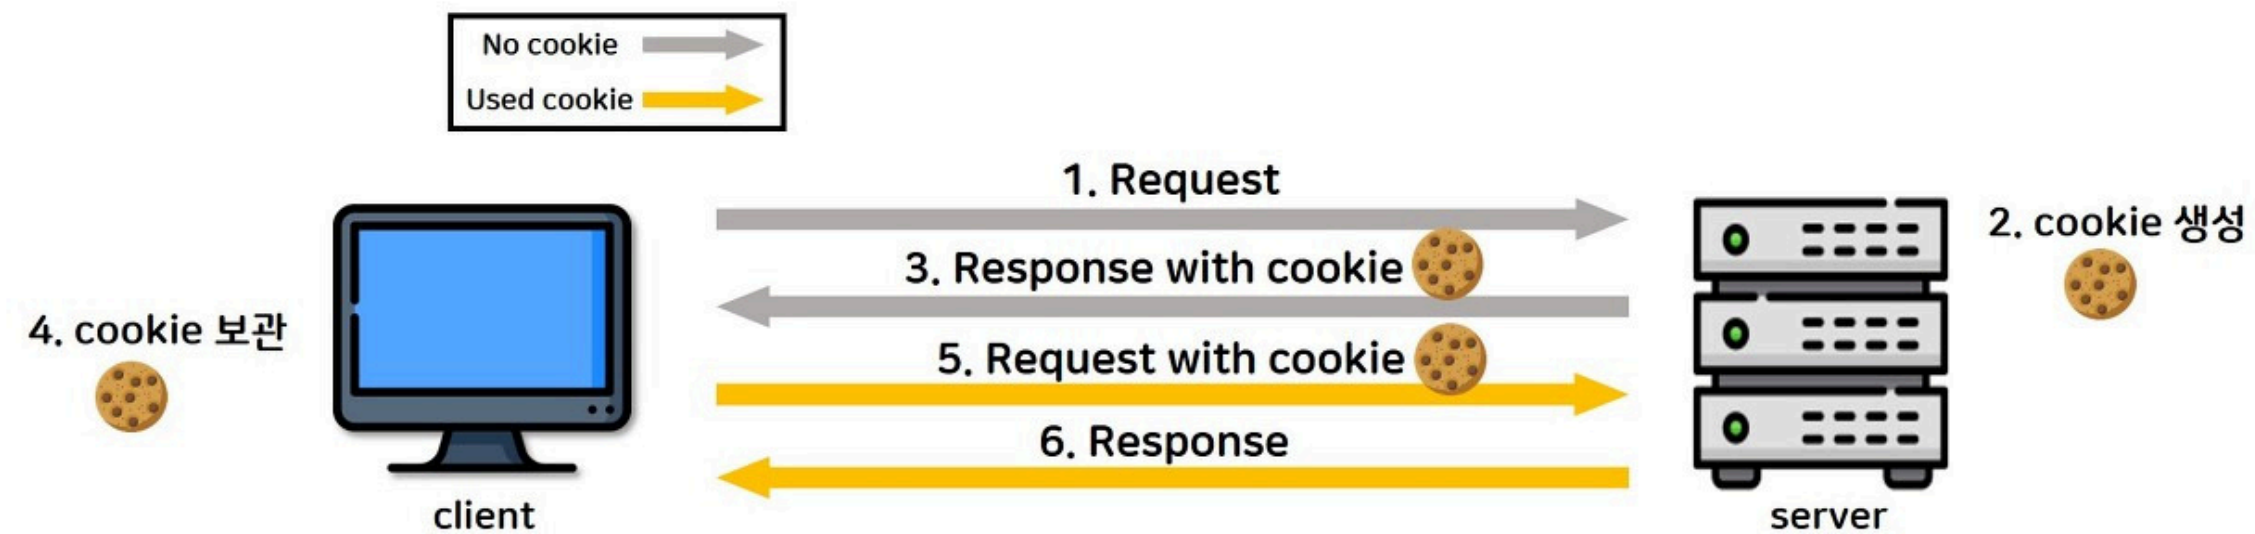 No cookie
Used cookie
1. Request
2. cookie 생성
3. Response with cookie
4. cookie 보관
5. Request with cookie
6. Response
client
server